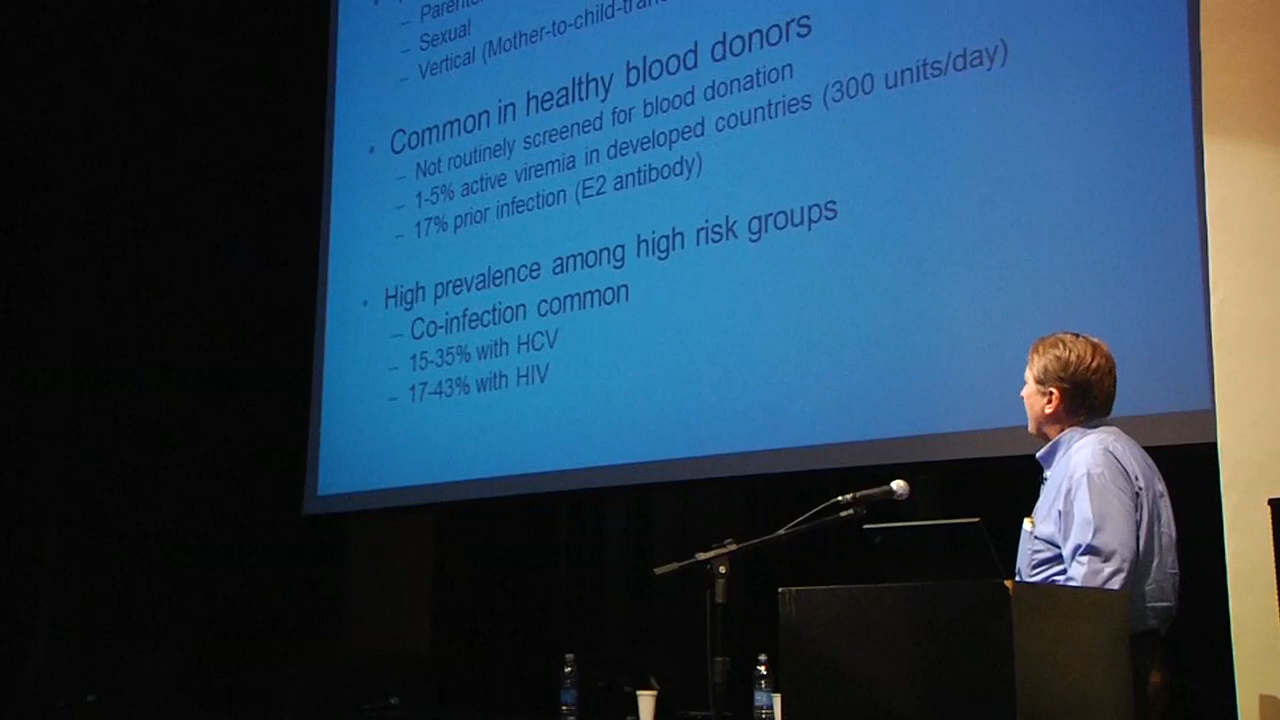 – Sexual
– Vertical (Mother-to-child-
• Common in healthy blood donors
– Not routinely screened for blood donation
– 1-5% active viremia in developed countries (300 units/day)
– 17% prior infection (E2 antibody)
• High prevalence among high risk groups
– Co-infection common
– 15-35% with HCV
– 17-43% with HIV